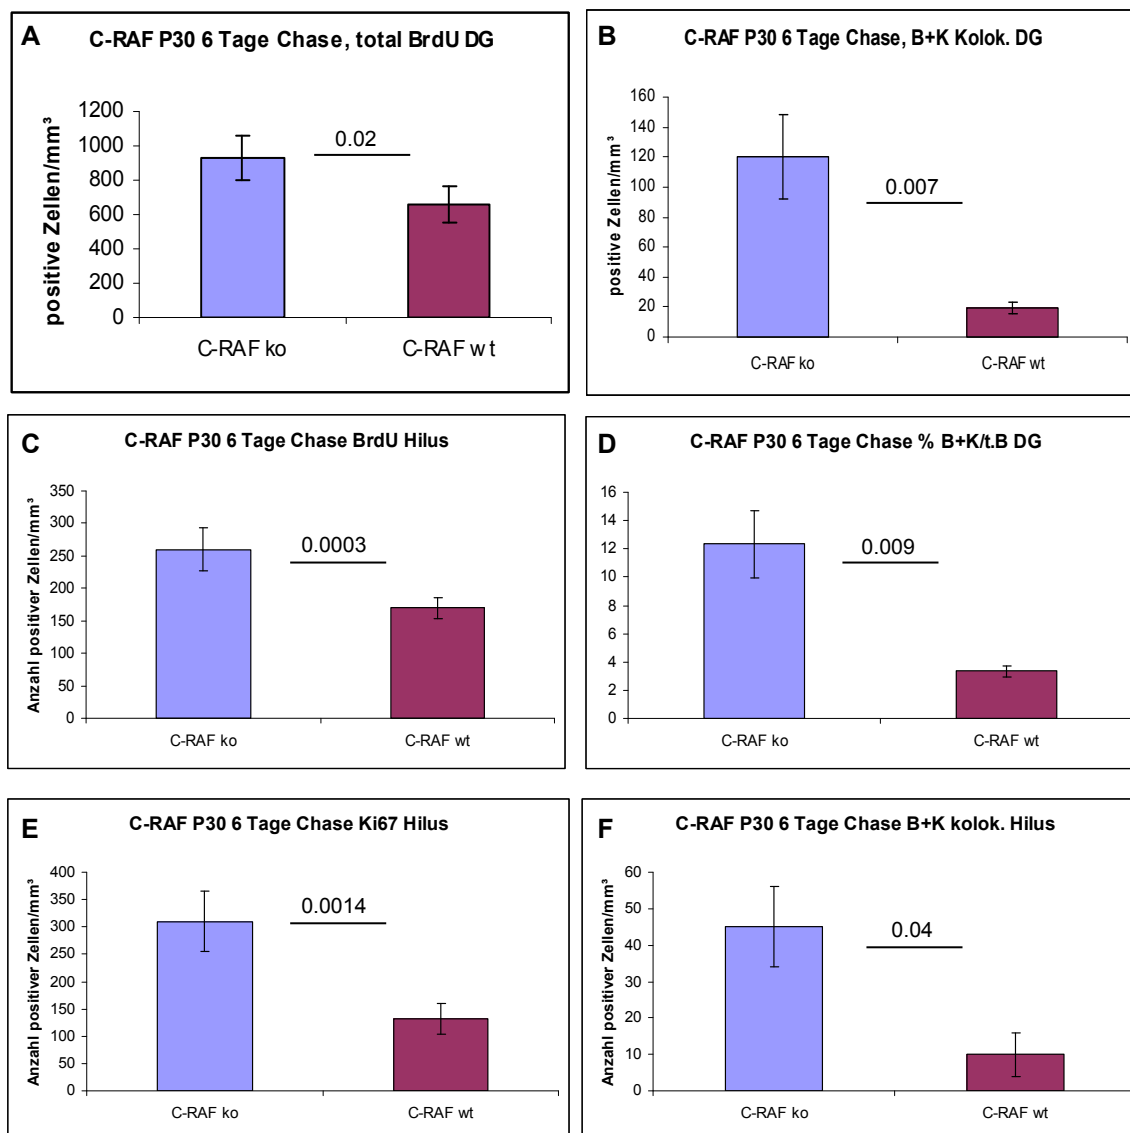 A
C-RAF P30 6 Tage Chase, total BrdU DG
positive Zellen/mm³
1200
1000
800
600
400
200
0
0.02
C-RAF ko
C-RAF wt
B
C-RAF P30 6 Tage Chase, B+K Kolok. DG
positive Zellen/mm³
160
140
120
100
80
60
40
20
0
0.007
C-RAF ko
C-RAF wt
C
C-RAF P30 6 Tage Chase BrdU Hilus
Anzahl positiver Zellen/mm³
350
300
250
200
150
100
50
0
0.0003
C-RAF ko
C-RAF wt
D
C-RAF P30 6 Tage Chase % B+K/t.B DG
16
14
12
10
8
6
4
2
0
0.009
C-RAF ko
C-RAF wt
E
C-RAF P30 6 Tage Chase Ki67 Hilus
Anzahl positiver Zellen/mm³
400
350
300
250
200
150
100
50
0
0.0014
C-RAF ko
C-RAF wt
F
C-RAF P30 6 Tage Chase B+K kolok. Hilus
Anzahl positiver Zellen/mm³
60
50
40
30
20
10
0
0.04
C-RAF ko
C-RAF wt